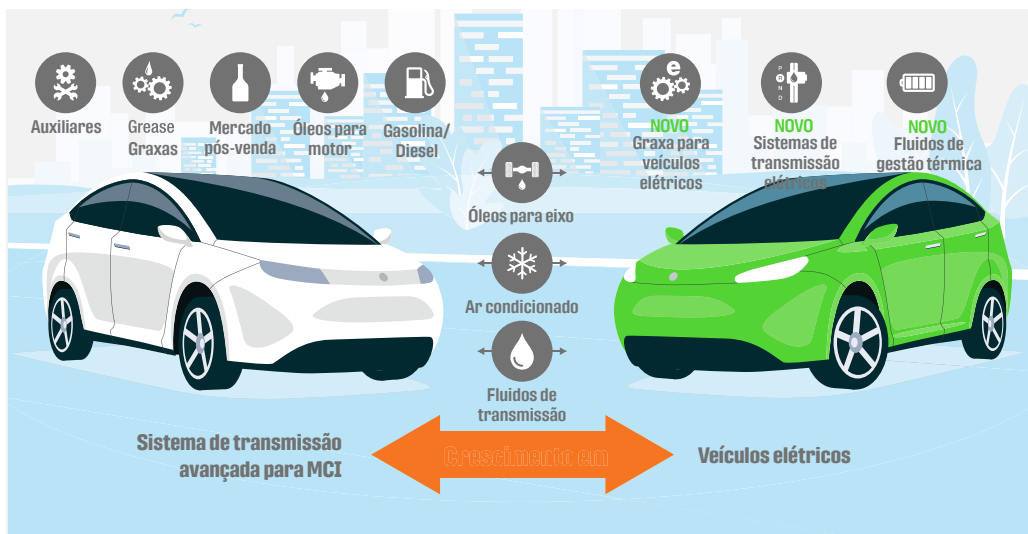 Auxiliares
Grease
Graxas
Mercado
pós-venda
Óleos para
motor
Gasolina/
Diesel
e
NOVO
Graxa para
veículos
elétricos
P
R
N
D
NOVO
Sistemas de
transmissão
elétricos
NOVO
Fluidos de
gestão térmica
Óleos para eixo
Ar condicionado
Fluidos de
transmissão
Sistema de transmissão
avançada para MCI
Crescimento em
Veículos elétricos